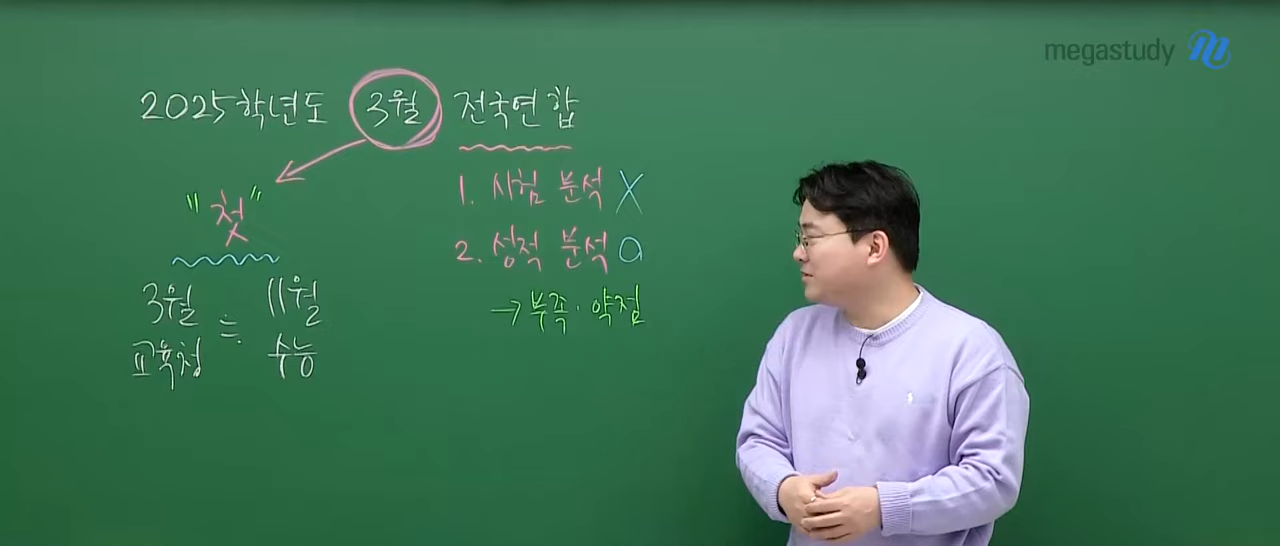 megastudy
2025학년도 3월 전국연합
"첫"
3월 ≒ 11월
교육청 수능
1. 시험 분석 X
2. 성적 분석 O
→ 부족·약점